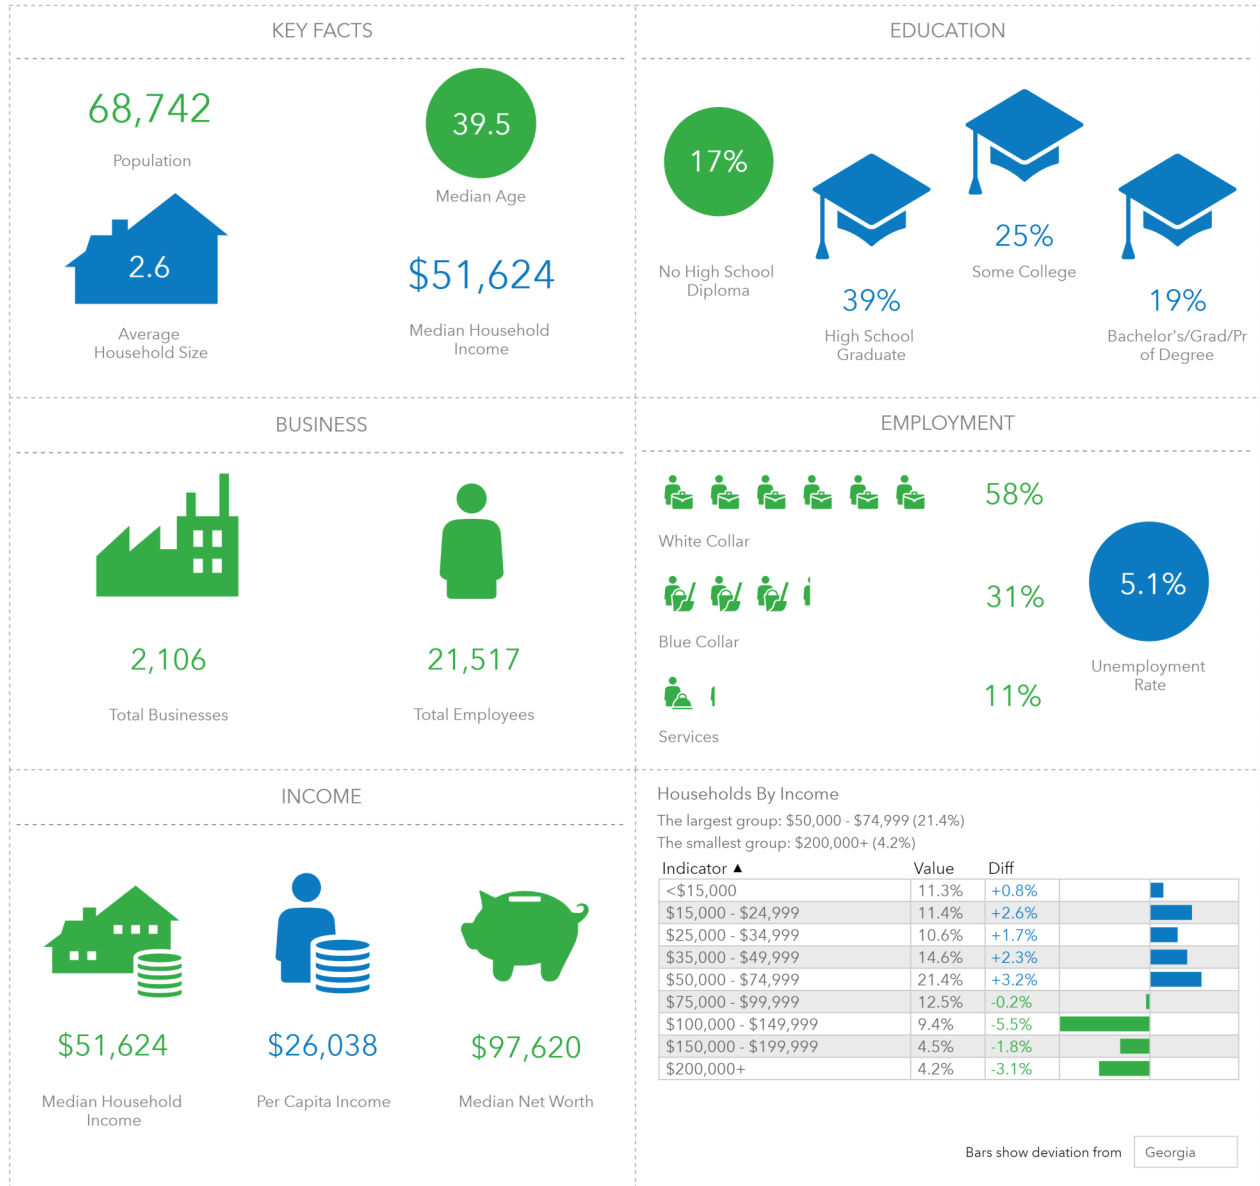 KEY FACTS
68,742
Population
39.5
Median Age
2.6
Average
Household Size
$51,624
Median Household
Income
EDUCATION
17%
No High School
Diploma
39%
High School
Graduate
25%
Some College
19%
Bachelor's/Grad/Pr
of Degree
BUSINESS
2,106
Total Businesses
21,517
Total Employees
EMPLOYMENT
58%
White Collar
31%
Blue Collar
11%
Services
5.1%
Unemployment
Rate
INCOME
$51,624
Median Household
Income
$26,038
Per Capita Income
$97,620
Median Net Worth
Households By Income
The largest group: $50,000 - $74,999 (21.4%)
The smallest group: $200,000+ (4.2%)
Indicator ▲ Value Diff
<$15,000 11.3% +0.8%
$15,000 - $24,999 11.4% +2.6%
$25,000 - $34,999 10.6% +1.7%
$35,000 - $49,999 14.6% +2.3%
$50,000 - $74,999 21.4% +3.2%
$75,000 - $99,999 12.5% -0.2%
$100,000 - $149,999 9.4% -5.5%
$150,000 - $199,999 4.5% -1.8%
$200,000+ 4.2% -3.1%
Bars show deviation from Georgia